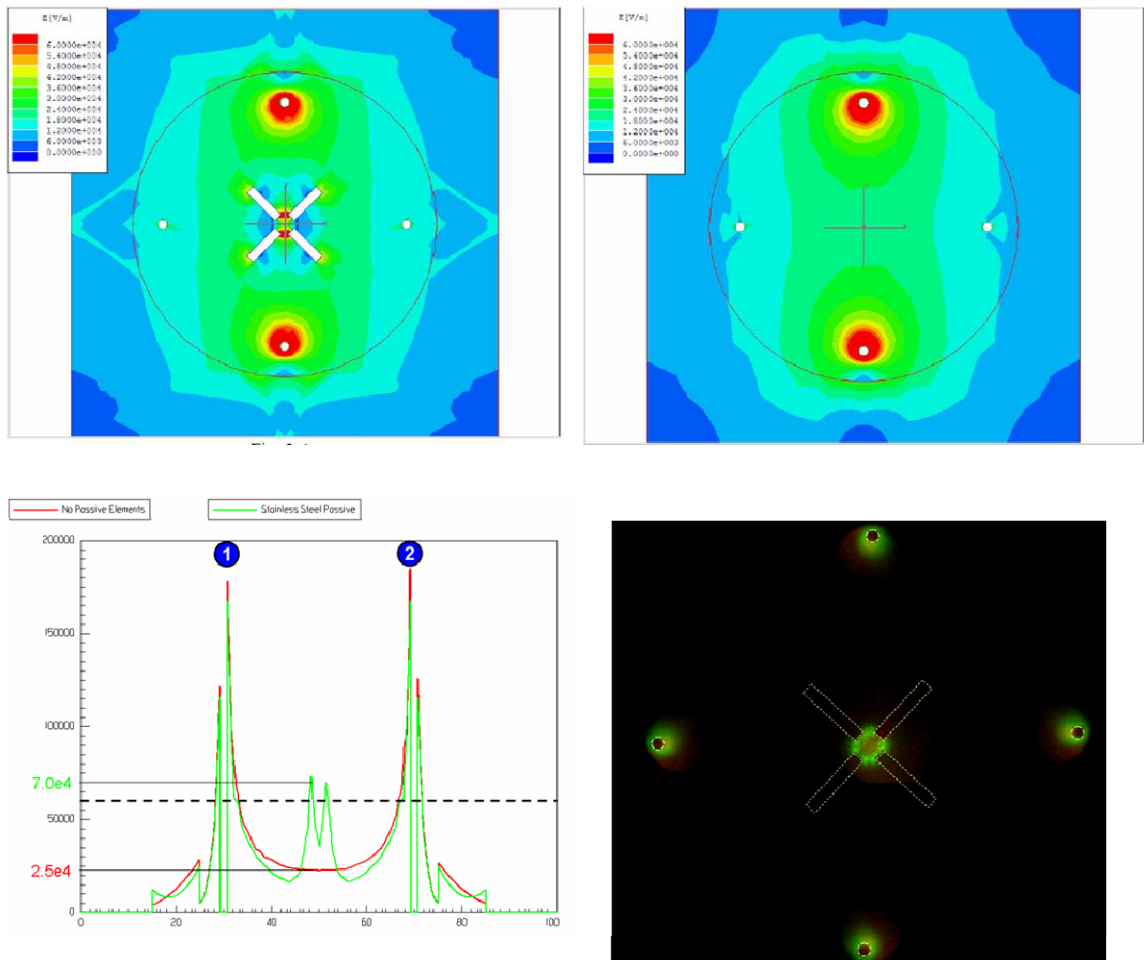 E[V/m]
6.0000e+004
5.4000e+004
4.8000e+004
4.2000e+004
3.6000e+004
3.0000e+004
2.4000e+004
1.8000e+004
1.2000e+004
6.0000e+003
0.0000e+000
E[V/m]
6.0000e+004
5.4000e+004
4.8000e+004
4.2000e+004
3.6000e+004
3.0000e+004
2.4000e+004
1.8000e+004
1.2000e+004
6.0000e+003
0.0000e+000
No Passive Elements
Stainless Steel Passive
200000
1
2
150000
100000
7.0e4
50000
2.5e4
0
0
20
40
60
80
100